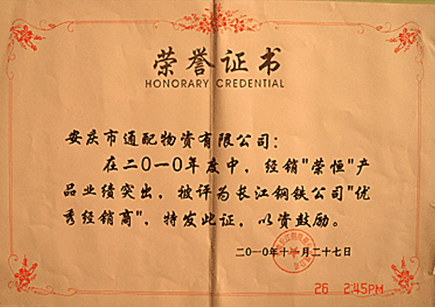 荣誉证书
HONORARY CREDENTIAL
安庆市通配物资有限公司：
在二〇一〇年度中，经销"荣恒"产
品业绩突出，被评为长江钢铁公司"优
秀经销商"，特发此证，以资鼓励。
二〇一〇年十一月二十七日
26 2:45PM